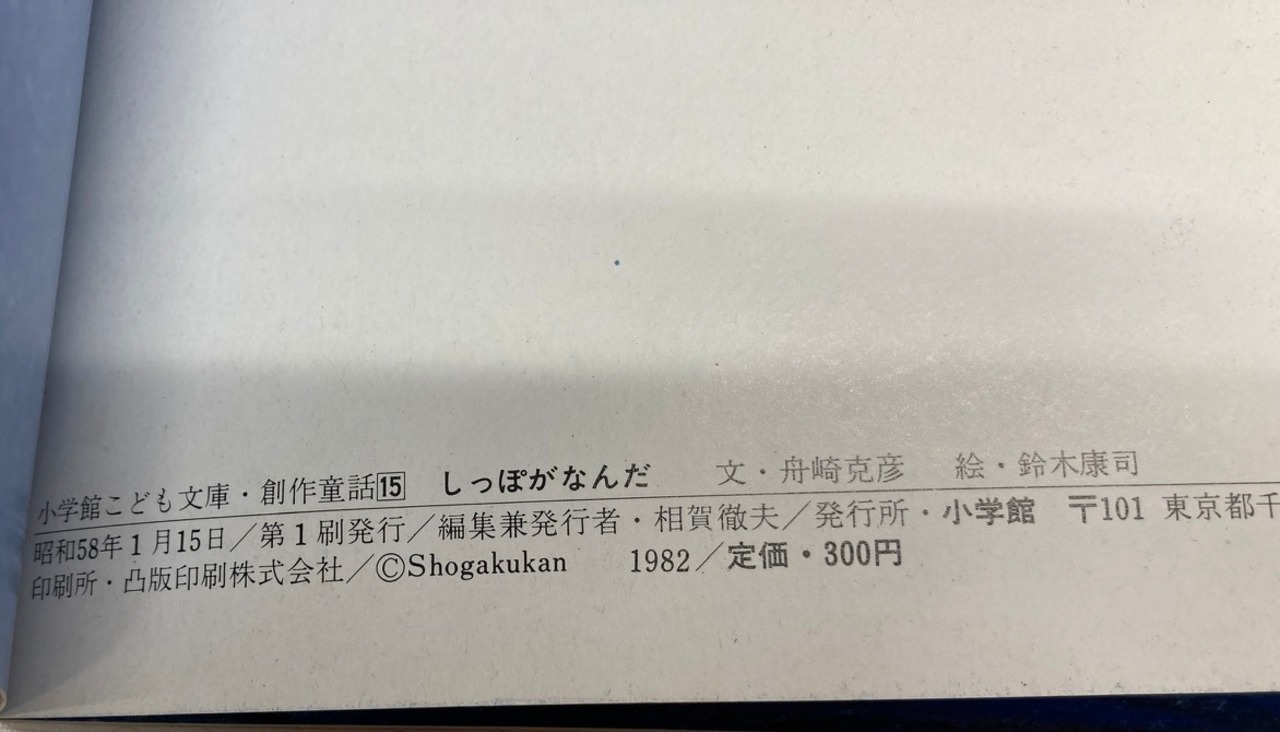 小学館こども文庫・創作童話15 しっぽがなんだ 文・舟崎克彦 絵・鈴木康司
昭和58年1月15日／第1刷発行／編集兼発行者・相賀徹夫／発行所・小学館 〒101 東京都千
印刷所・凸版印刷株式会社／©Shogakukan 1982／定価・300円